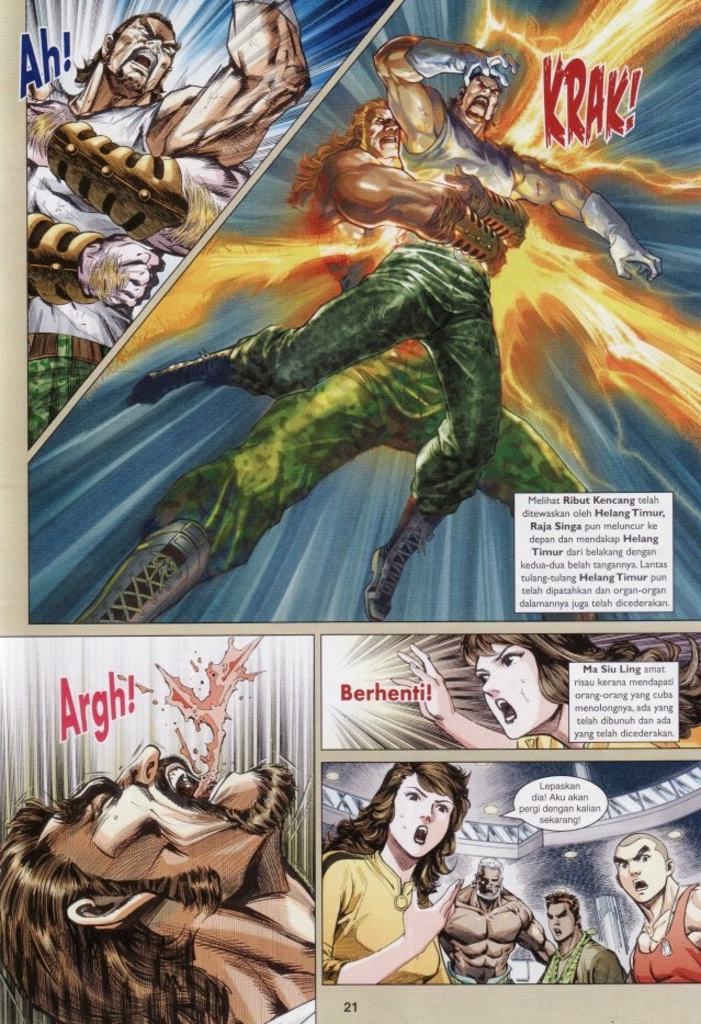 Ah!
KRAK!
Melihat Ribut Kencang telah
ditewaskan oleh Helang Timur,
Raja Singa pun meluncur ke
depan dan mendakap Helang
Timur dari belakang dengan
kedua-dua belah tangannya. Lantas
tulang-tulang Helang Timur pun
telah dipatahkan dan organ-organ
dalamannya juga telah dicederakan.
Argh!
Berhenti!
Ma Siu Ling amat
risau kerana mendapati
orang-orang yang cuba
menolongnya, ada yang
telah dibunuh dan ada
yang telah dicederakan.
Lepaskan
dia! Aku akan
pergi dengan kalian
sekarang!
21